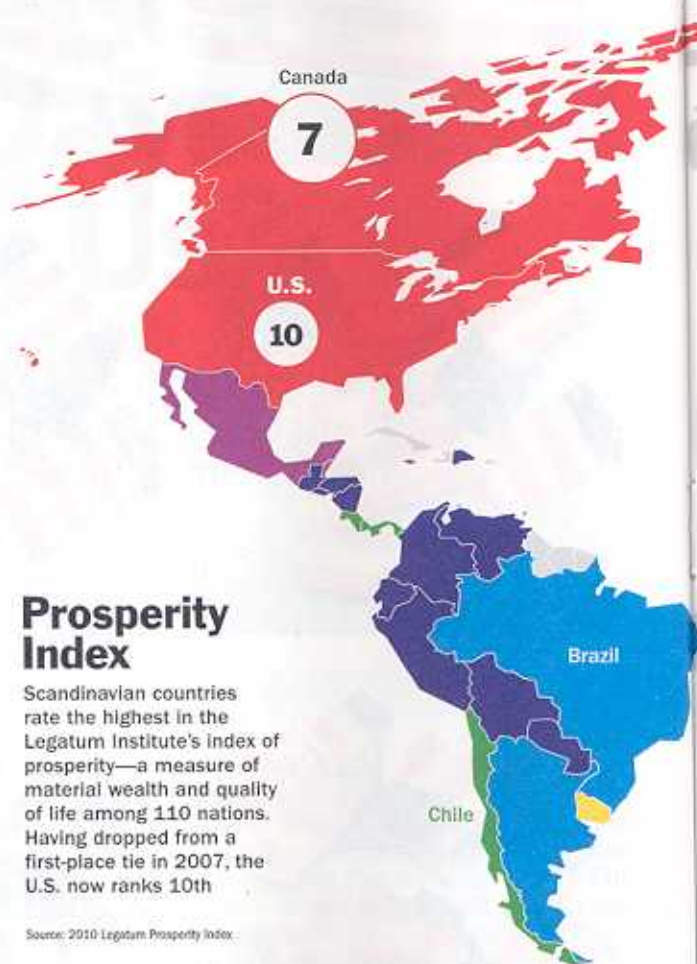 Canada
7
U.S.
10
Brazil
Chile
Prosperity
Index
Scandinavian countries
rate the highest in the
Legatum Institute's index of
prosperity—a measure of
material wealth and quality
of life among 110 nations.
Having dropped from a
first-place tie in 2007, the
U.S. now ranks 10th
Source: 2010 Legatum Prosperity Index